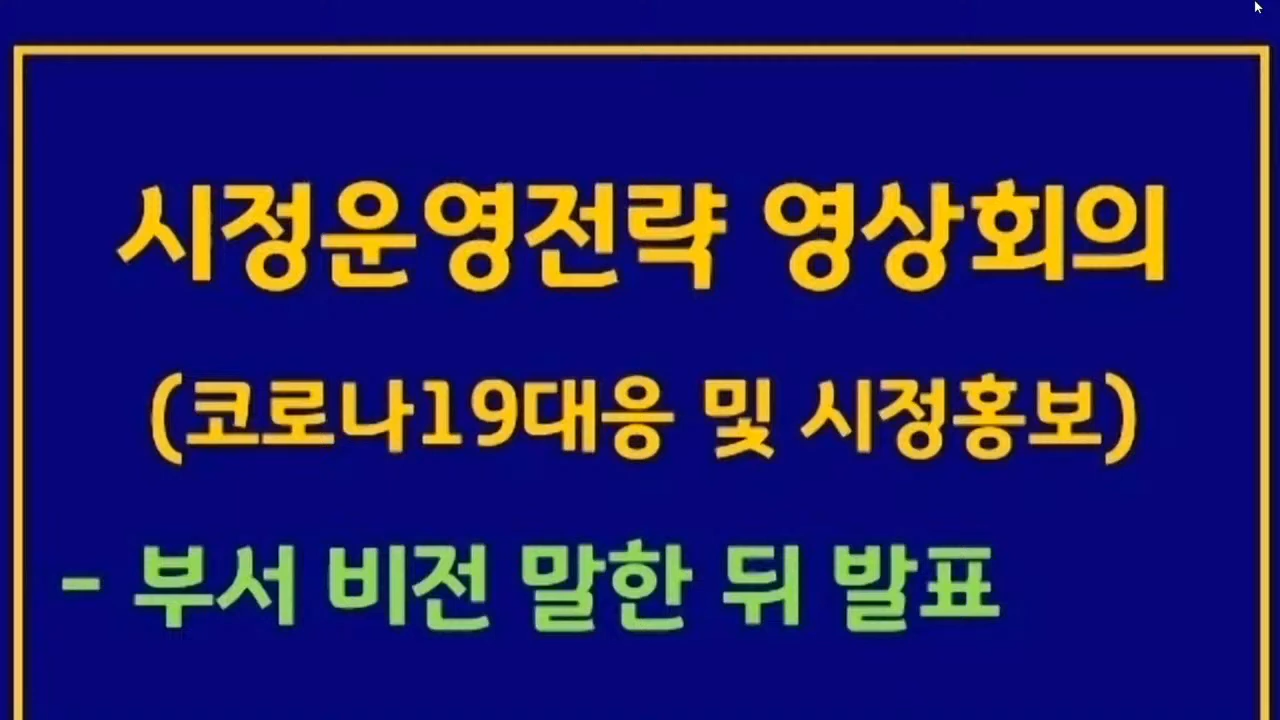 시정운영전략 영상회의
(코로나19대응 및 시정홍보)
- 부서 비전 말한 뒤 발표